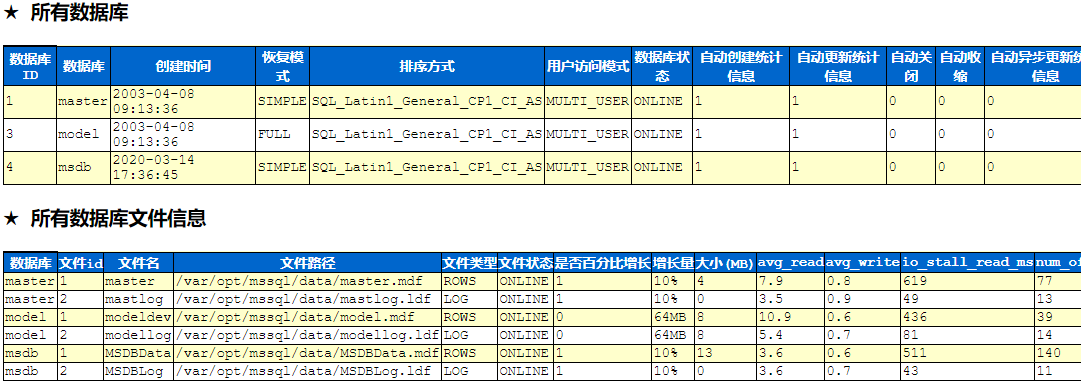 ★ 所有数据库
数据库ID 数据库 创建时间 恢复模式 排序方式 用户访问模式 数据库状态 自动创建统计信息 自动更新统计信息 自动关闭 自动收缩 自动异步更新统信息
1 master 2003-04-08 09:13:36 SIMPLE SQL_Latin1_General_CP1_CI_AS MULTI_USER ONLINE 1 1 0 0 0
3 model 2003-04-08 09:13:36 FULL SQL_Latin1_General_CP1_CI_AS MULTI_USER ONLINE 1 1 0 0 0
4 msdb 2020-03-14 17:36:45 SIMPLE SQL_Latin1_General_CP1_CI_AS MULTI_USER ONLINE 1 1 0 0 0
★ 所有数据库文件信息
数据库 文件id 文件名 文件路径 文件类型 文件状态 是否百分比增长 增长量 大小(MB) avg_read avg_write io_stall_read_ms num_of
master 1 master /var/opt/mssql/data/master.mdf ROWS ONLINE 1 10% 4 7.9 0.8 619 77
master 2 mastlog /var/opt/mssql/data/mastlog.ldf LOG ONLINE 1 10% 0 3.5 0.9 49 13
model 1 modeldev /var/opt/mssql/data/model.mdf ROWS ONLINE 0 64MB 8 10.9 0.6 436 39
model 2 modellog /var/opt/mssql/data/modellog.ldf LOG ONLINE 0 64MB 8 5.4 0.7 81 14
msdb 1 MSDBData /var/opt/mssql/data/MSDBData.mdf ROWS ONLINE 1 10% 13 3.6 0.6 511 140
msdb 2 MSDBLog /var/opt/mssql/data/MSDBLog.ldf LOG ONLINE 1 10% 0 3.6 0.7 43 11